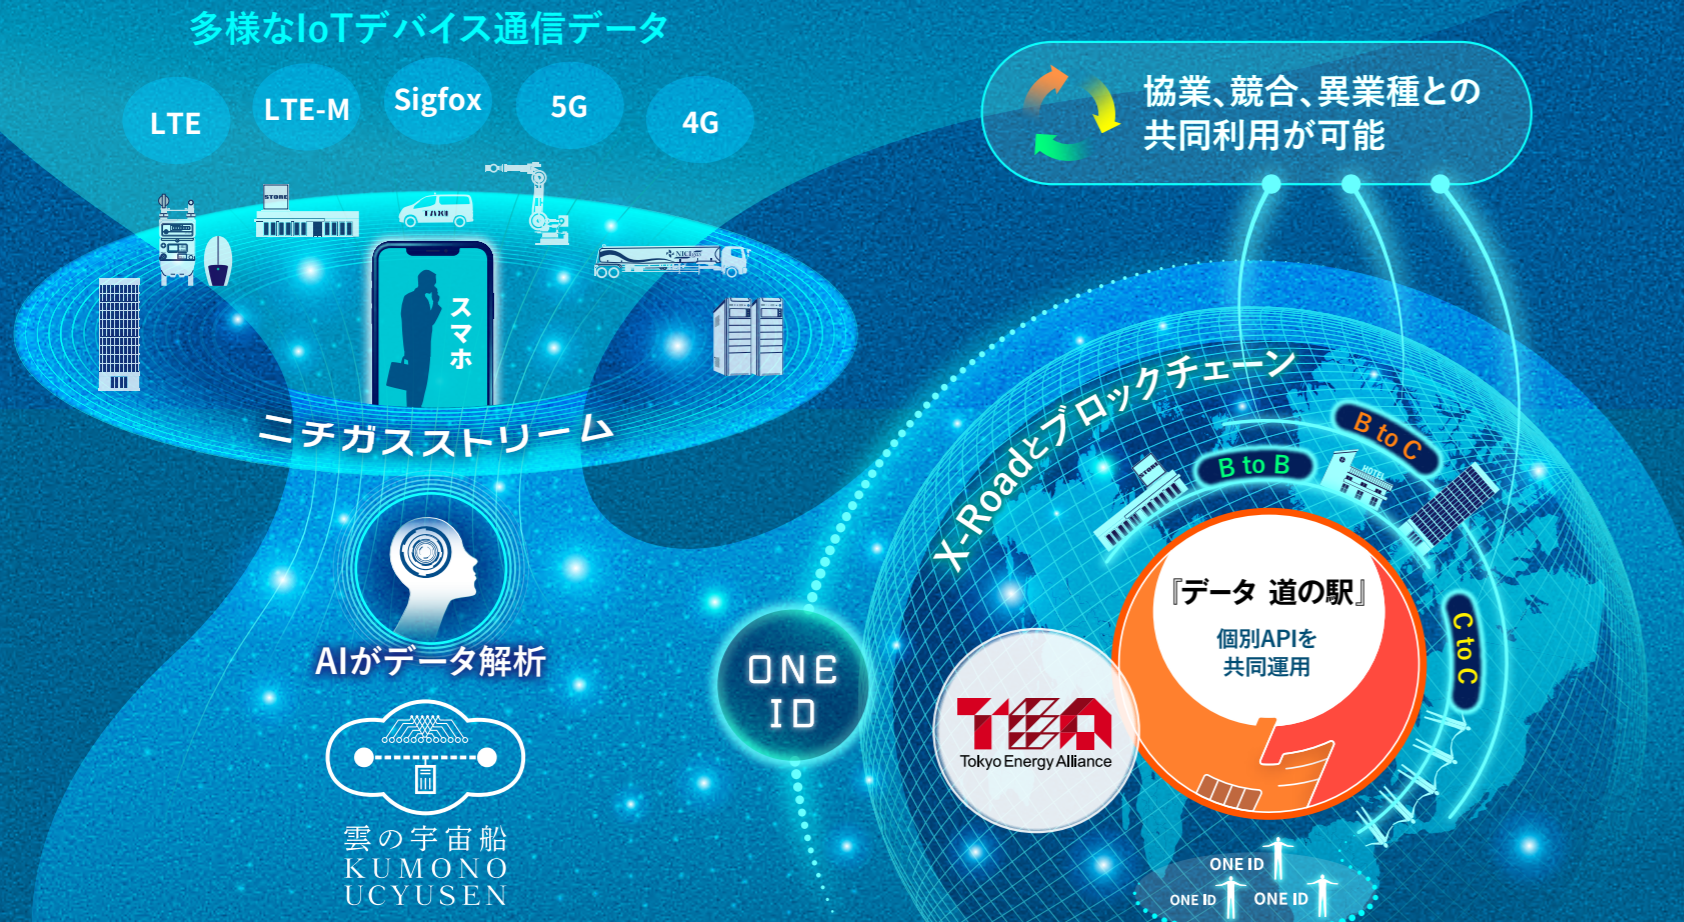 多様なIoTデバイス通信データ
LTE
LTE-M
Sigfox
5G
4G
STORE
TAXI
スマホ
ニチガスストリーム
AIがデータ解析
雲の宇宙船
KUMONO
UCYUSEN
ONE
ID
協業、競合、異業種との
共同利用が可能
X-Roadとブロックチェーン
B to B
B to C
C to C
STORE
HOTEL
『データ 道の駅』
個別APIを
共同運用
TEA
Tokyo Energy Alliance
ONE ID
ONE ID
ONE ID